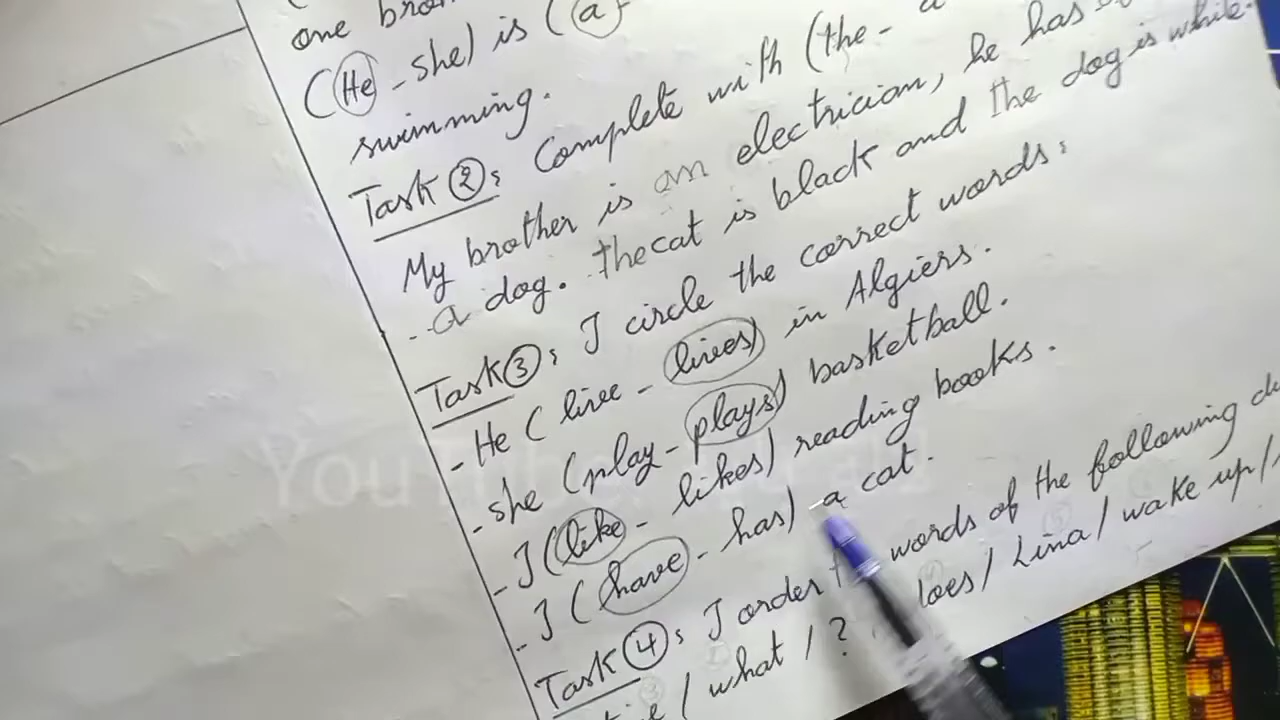 one bro
(He - she) is (a
swimming.
Task ②: Complete with (the - a
My brother is an electrician, he has
- a dog. The cat is black and the dog is white.
Task ③: I circle the correct words:
- He (live - lives) in Algiers.
- she (play - plays) basketball.
- I (like - likes) reading books.
- I (have - has) a cat.
Task ④: I order words of the following
/ what / ? does / Lina / wake up /
YouTube